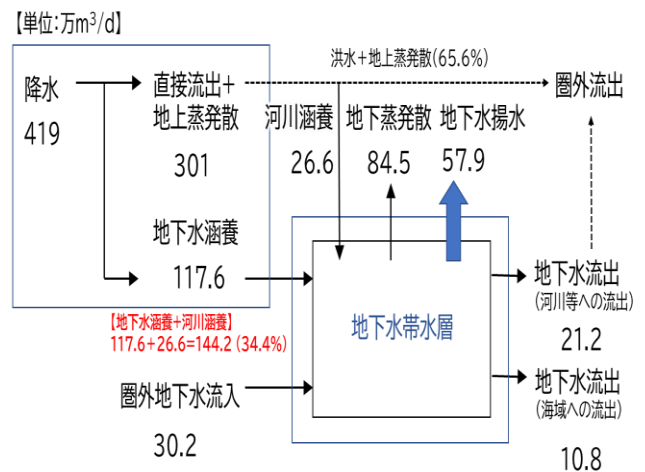 【単位:万m³/d】
洪水+地上蒸発散(65.6%)
降水
419
直接流出+
地上蒸発散
301
圏外流出
河川涵養
26.6
地下蒸発散
84.5
地下水揚水
57.9
地下水涵養
117.6
【地下水涵養+河川涵養】
117.6+26.6=144.2(34.4%)
地下水帯水層
地下水流出
(河川等への流出)
21.2
圏外地下水流入
30.2
地下水流出
(海域への流出)
10.8